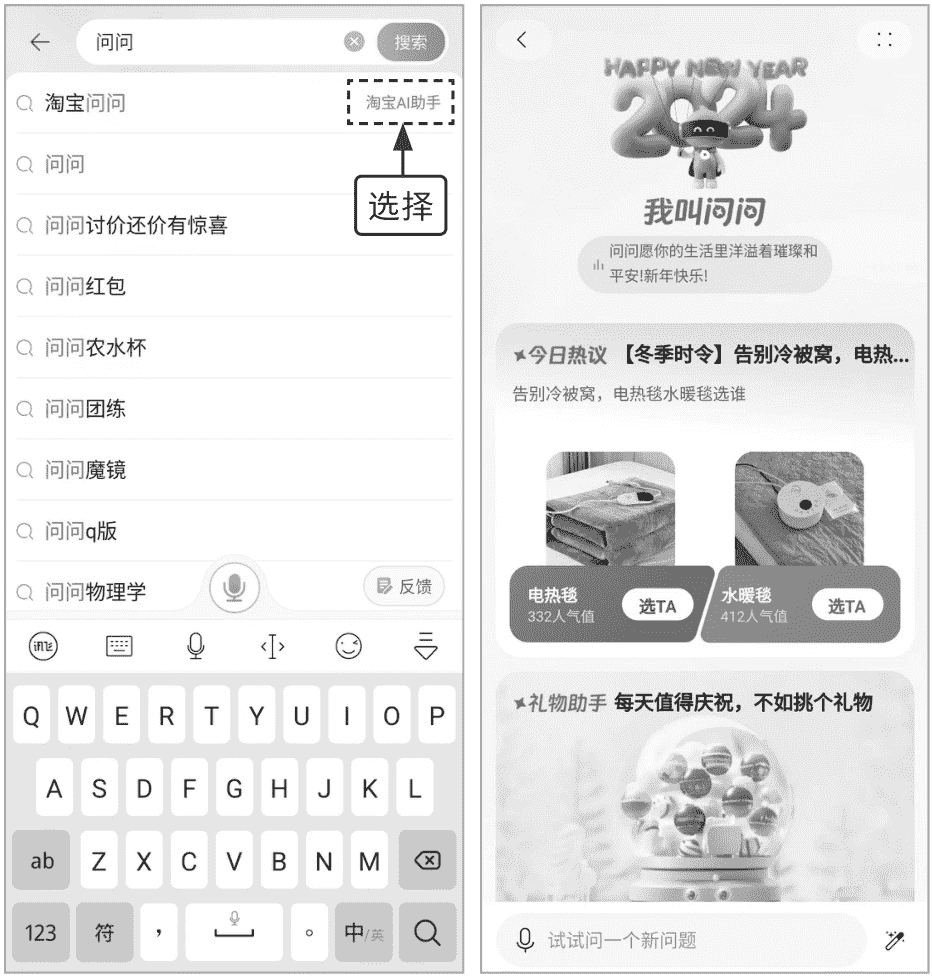 问问
搜索
淘宝问问
淘宝AI助手
问问
选择
问问讨价还价有惊喜
问问红包
问问农水杯
问问团练
问问魔镜
问问q版
问问物理学
反馈
讯飞
Q W E R T Y U I O P
A S D F G H J K L
ab Z X C V B N M
123 符 ， 。 中/英
HAPPY NEW YEAR
2024
我叫问问
问问愿你的生活里洋溢着璀璨和
平安!新年快乐!
今日热议 【冬季时令】告别冷被窝，电热...
告别冷被窝，电热毯水暖毯选谁
电热毯
332人气值
选TA
水暖毯
412人气值
选TA
礼物助手 每天值得庆祝，不如挑个礼物
试试问一个新问题